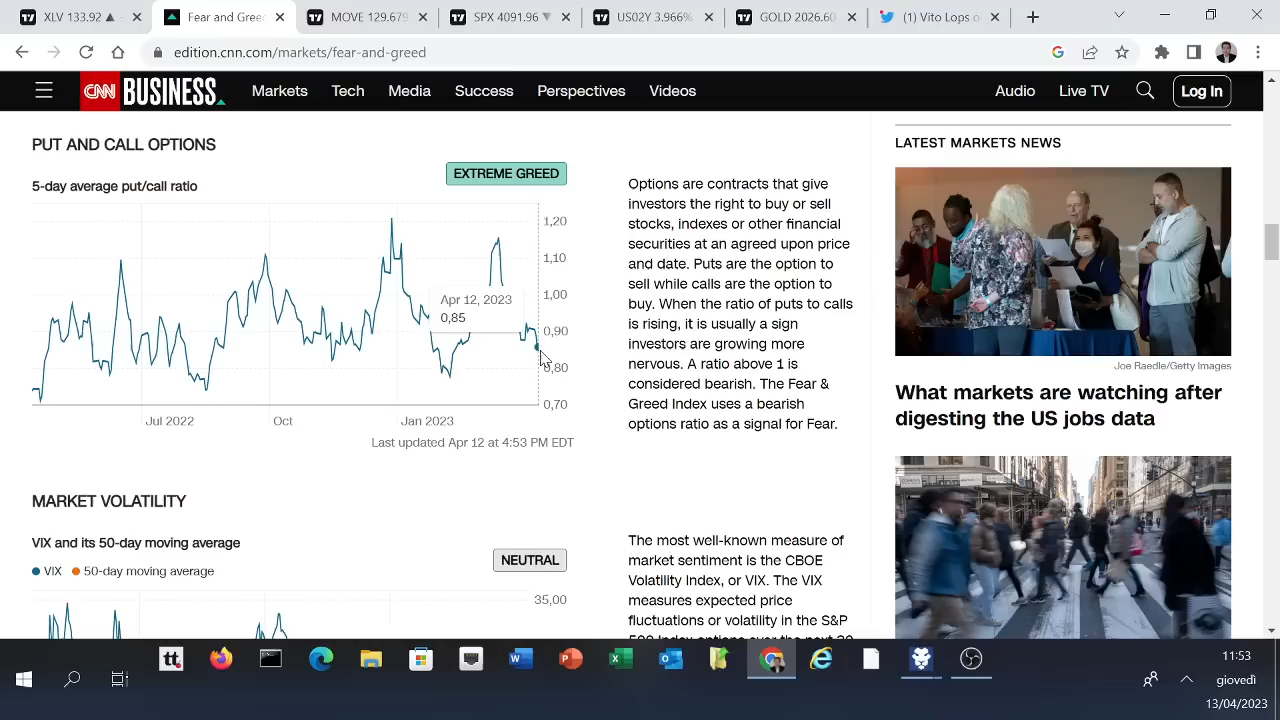 XLV 133.92 ▲
Fear and Gree
MOVE 129.679
SPX 4091.96 ▼
US02Y 3.966%
GOLD 2026.60
(1) Vito Lops o
edition.cnn.com/markets/fear-and-greed
CNN BUSINESS
Markets
Tech
Media
Success
Perspectives
Videos
Audio
Live TV
Log In
PUT AND CALL OPTIONS
EXTREME GREED
5-day average put/call ratio
1,20
1,10
1,00
0,90
0,80
0,70
Apr 12, 2023
0,85
Jul 2022
Oct
Jan 2023
Last updated Apr 12 at 4:53 PM EDT
Options are contracts that give
investors the right to buy or sell
stocks, indexes or other financial
securities at an agreed upon price
and date. Puts are the option to
sell while calls are the option to
buy. When the ratio of puts to calls
is rising, it is usually a sign
investors are growing more
nervous. A ratio above 1 is
considered bearish. The Fear &
Greed Index uses a bearish
options ratio as a signal for Fear.
MARKET VOLATILITY
VIX and its 50-day moving average
NEUTRAL
VIX
50-day moving average
35,00
The most well-known measure of
market sentiment is the CBOE
Volatility Index, or VIX. The VIX
measures expected price
fluctuations or volatility in the S&P
LATEST MARKETS NEWS
Joe Raedle/Getty Images
What markets are watching after
digesting the US jobs data
11:53
giovedì
13/04/2023